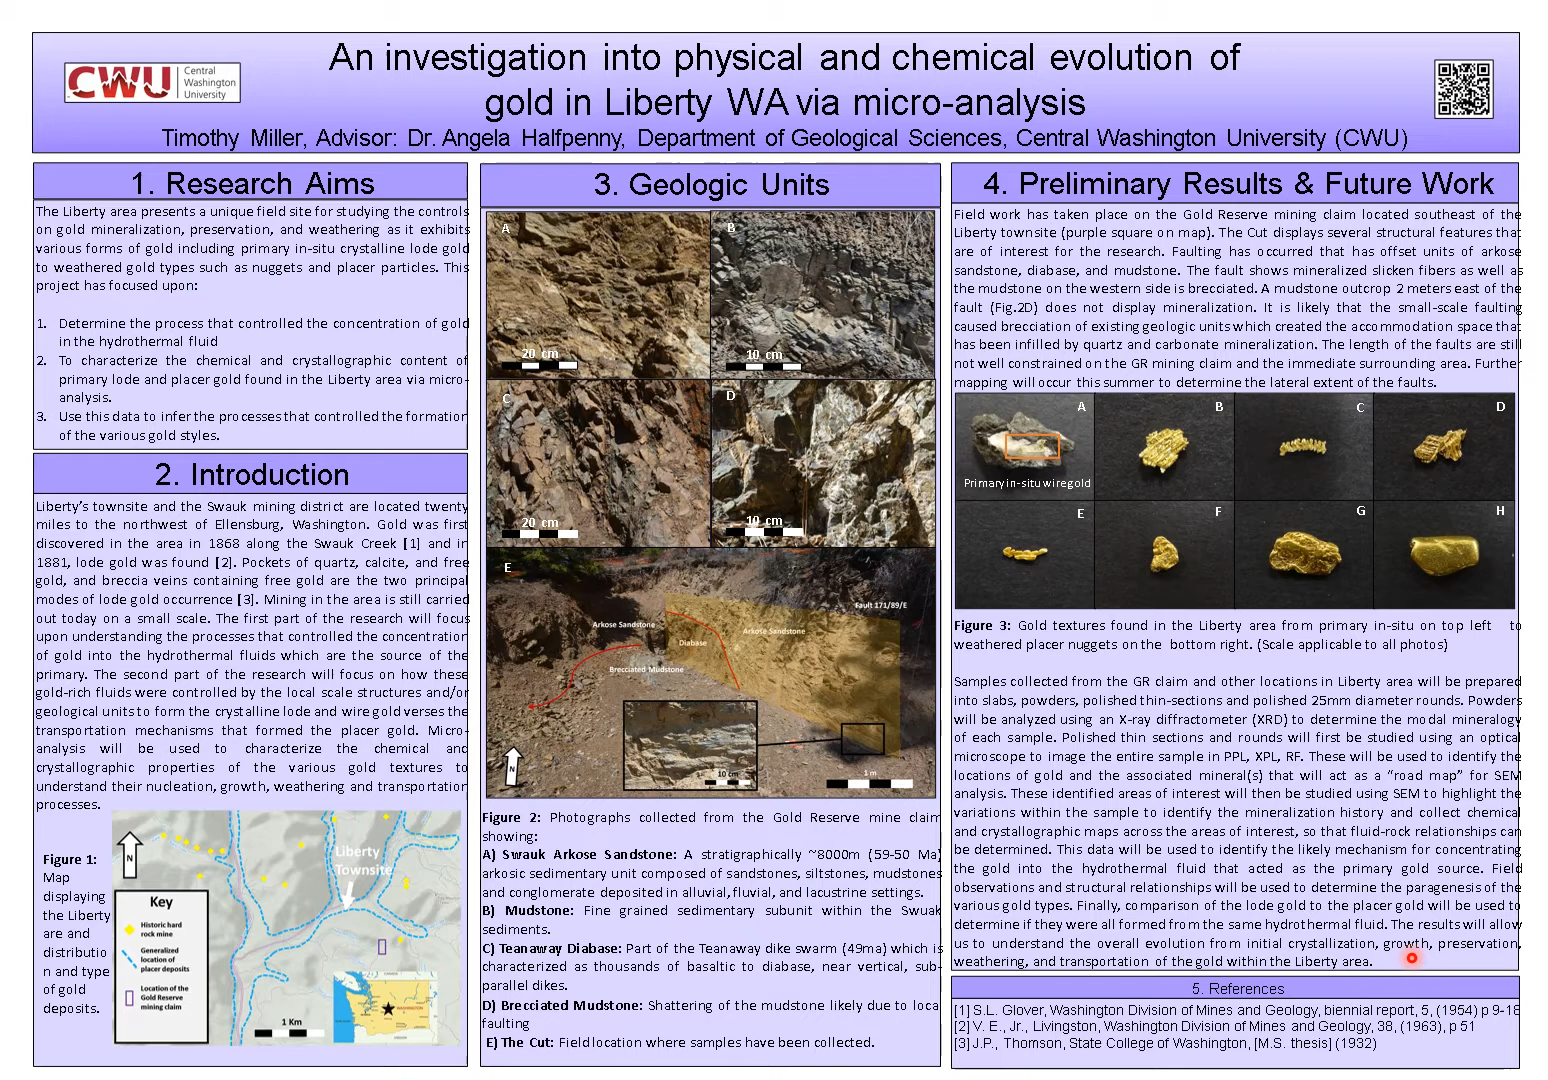 CWU
Central
Washington
University
An investigation into physical and chemical evolution of
gold in Liberty WA via micro-analysis
Timothy Miller, Advisor: Dr. Angela Halfpenny, Department of Geological Sciences, Central Washington University (CWU)
1. Research Aims
The Liberty area presents a unique field site for studying the controls
on gold mineralization, preservation, and weathering as it exhibits
various forms of gold including primary in-situ crystalline lode gold
to weathered gold types such as nuggets and placer particles. This
project has focused upon:
1. Determine the process that controlled the concentration of gold
in the hydrothermal fluid
2. To characterize the chemical and crystallographic content of
primary lode and placer gold found in the Liberty area via micro-
analysis.
3. Use this data to infer the processes that controlled the formation
of the various gold styles.
2. Introduction
Liberty's townsite and the Swauk mining district are located twenty
miles to the northwest of Ellensburg, Washington. Gold was first
discovered in the area in 1868 along the Swauk Creek [1] and in
1881, lode gold was found [2]. Pockets of quartz, calcite, and free
gold, and breccia veins containing free gold are the two principal
modes of lode gold occurrence [3]. Mining in the area is still carried
out today on a small scale. The first part of the research will focus
upon understanding the processes that controlled the concentration
of gold into the hydrothermal fluids which are the source of the
primary. The second part of the research will focus on how these
gold-rich fluids were controlled by the local scale structures and/or
geological units to form the crystalline lode and wire gold verses the
transportation mechanisms that formed the placer gold. Micro-
analysis will be used to characterize the chemical and
crystallographic properties of the various gold textures to
understand their nucleation, growth, weathering and transportation
processes.
Figure 1:
Map
displaying
the Liberty
are and
distributio
n and type
of gold
deposits.
N
Liberty
Townsite
Key
Historic hard
rock mine
Generalized
location of
placer deposits
Location of the
Gold Reserve
mining claim
1 Km
WASHINGTON
3. Geologic Units
A
20 cm
B
10 cm
C
20 cm
D
10 cm
E
Fault 171/89/E
Arkose Sandstone
Arkose Sandstone
Diabase
Brecciated Mudstone
10 cm
1 m
N
Figure 2: Photographs collected from the Gold Reserve mine claim
showing:
A) Swauk Arkose Sandstone: A stratigraphically ~8000m (59-50 Ma)
arkosic sedimentary unit composed of sandstones, siltstones, mudstones
and conglomerate deposited in alluvial, fluvial, and lacustrine settings.
B) Mudstone: Fine grained sedimentary subunit within the Swauk
sediments.
C) Teanaway Diabase: Part of the Teanaway dike swarm (49ma) which is
characterized as thousands of basaltic to diabase, near vertical, sub-
parallel dikes.
D) Brecciated Mudstone: Shattering of the mudstone likely due to local
faulting
E) The Cut: Field location where samples have been collected.
4. Preliminary Results & Future Work
Field work has taken place on the Gold Reserve mining claim located southeast of the
Liberty townsite (purple square on map). The Cut displays several structural features that
are of interest for the research. Faulting has occurred that has offset units of arkose
sandstone, diabase, and mudstone. The fault shows mineralized slicken fibers as well as
the mudstone on the western side is brecciated. A mudstone outcrop 2 meters east of the
fault (Fig.2D) does not display mineralization. It is likely that the small-scale faulting
caused brecciation of existing geologic units which created the accommodation space that
has been infilled by quartz and carbonate mineralization. The length of the faults are still
not well constrained on the GR mining claim and the immediate surrounding area. Further
mapping will occur this summer to determine the lateral extent of the faults.
A
Primary in-situ wire gold
B
C
D
E
F
G
H
Figure 3: Gold textures found in the Liberty area from primary in-situ on top left to
weathered placer nuggets on the bottom right. (Scale applicable to all photos)
Samples collected from the GR claim and other locations in Liberty area will be prepared
into slabs, powders, polished thin-sections and polished 25mm diameter rounds. Powders
will be analyzed using an X-ray diffractometer (XRD) to determine the modal mineralogy
of each sample. Polished thin sections and rounds will first be studied using an optical
microscope to image the entire sample in PPL, XPL, RF. These will be used to identify the
locations of gold and the associated mineral(s) that will act as a "road map" for SEM
analysis. These identified areas of interest will then be studied using SEM to highlight the
variations within the sample to identify the mineralization history and collect chemical
and crystallographic maps across the areas of interest, so that fluid-rock relationships can
be determined. This data will be used to identify the likely mechanism for concentrating
the gold into the hydrothermal fluid that acted as the primary gold source. Field
observations and structural relationships will be used to determine the paragenesis of the
various gold types. Finally, comparison of the lode gold to the placer gold will be used to
determine if they were all formed from the same hydrothermal fluid. The results will allow
us to understand the overall evolution from initial crystallization, growth, preservation,
weathering, and transportation of the gold within the Liberty area.
5. References
[1] S.L. Glover, Washington Division of Mines and Geology, biennial report, 5, (1954) p 9-18
[2] V. E., Jr., Livingston, Washington Division of Mines and Geology, 38, (1963), p 51
[3] J.P., Thomson, State College of Washington, [M.S. thesis] (1932)